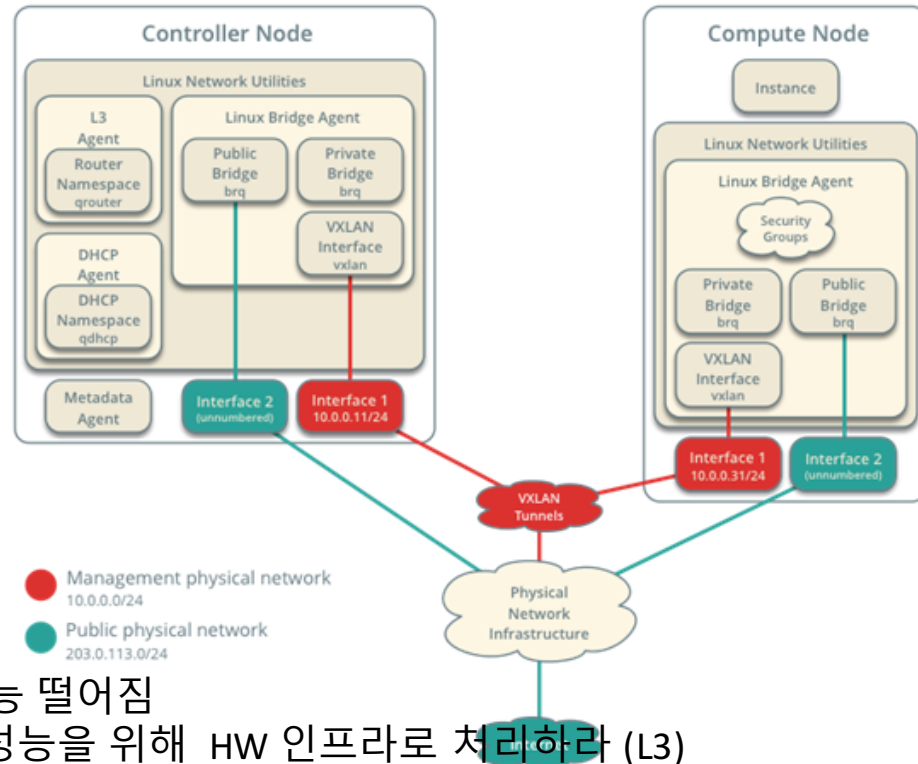 Controller Node
Linux Network Utilities
L3
Agent
Router
Namespace
qrouter
DHCP
Agent
DHCP
Namespace
qdhcp
Linux Bridge Agent
Public
Bridge
brq
Private
Bridge
brq
VXLAN
Interface
vxlan
Metadata
Agent
Interface 2
(unnumbered)
Interface 1
10.0.0.11/24
Compute Node
Instance
Linux Network Utilities
Linux Bridge Agent
Security
Groups
Private
Bridge
brq
Public
Bridge
brq
VXLAN
Interface
vxlan
Interface 1
10.0.0.31/24
Interface 2
(unnumbered)
VXLAN
Tunnels
Physical
Network
Infrastructure
Management physical network
10.0.0.0/24
Public physical network
203.0.113.0/24
떨어짐
성능을 위해 HW 인프라로 처리하라 (L3)